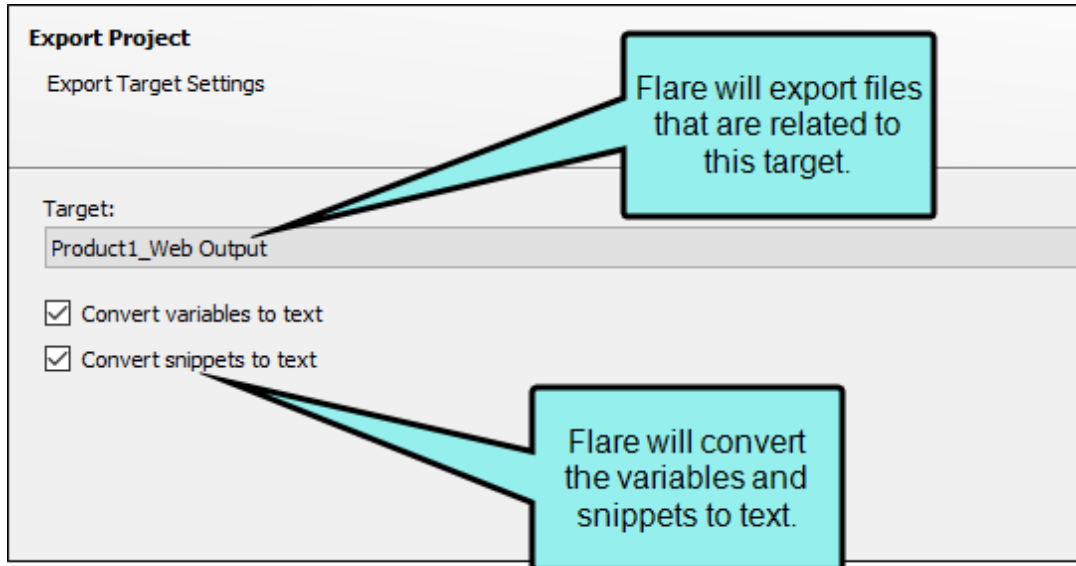 Export Project
Export Target Settings
Flare will export files
that are related to
this target.
Target:
Product1_Web Output
Convert variables to text
Convert snippets to text
Flare will convert
the variables and
snippets to text.